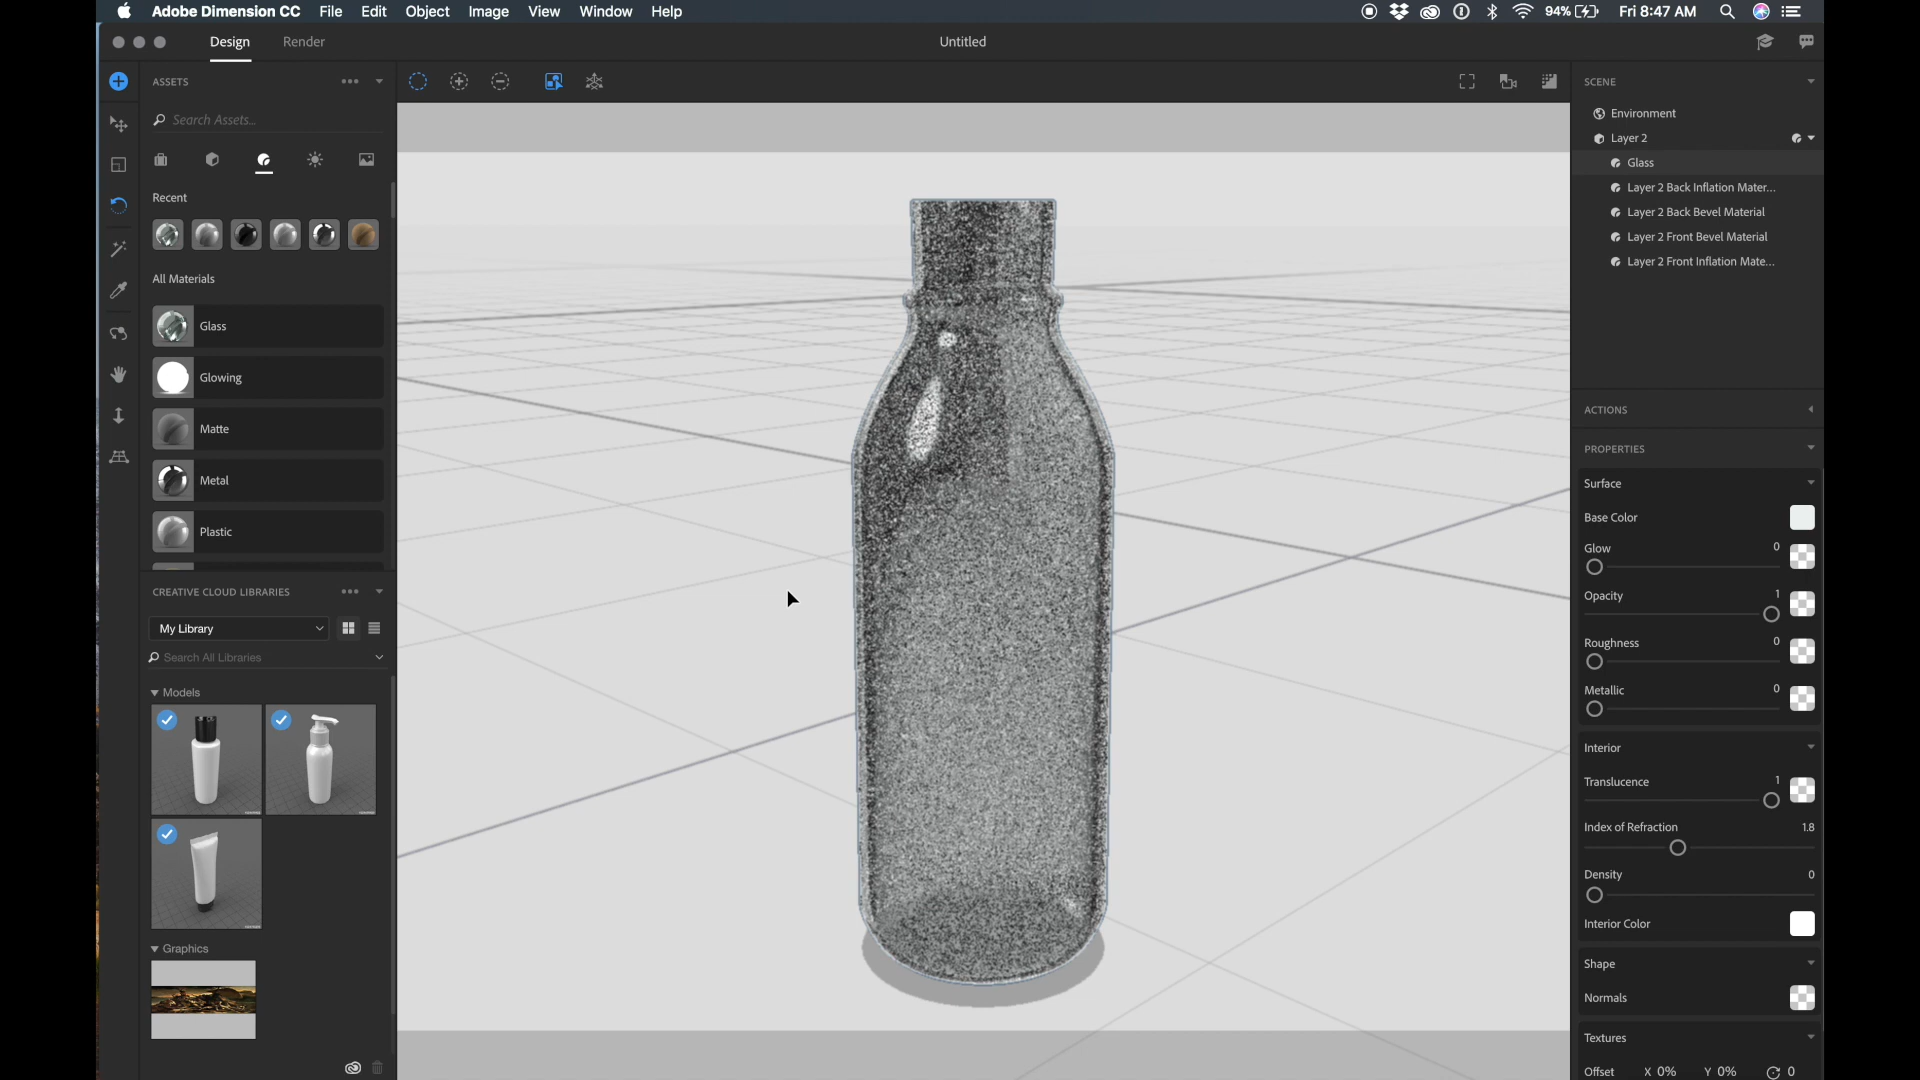 Adobe Dimension CC File Edit Object Image View Window Help 94% Fri 8:47 AM
Design Render Untitled
ASSETS
Search Assets...
Recent
All Materials
Glass
Glowing
Matte
Metal
Plastic
CREATIVE CLOUD LIBRARIES
My Library
Search All Libraries
Models
Graphics
SCENE
Environment
Layer 2
Glass
Layer 2 Back Inflation Mater...
Layer 2 Back Bevel Material
Layer 2 Front Bevel Material
Layer 2 Front Inflation Mate...
ACTIONS
PROPERTIES
Surface
Base Color
Glow 0
Opacity 1
Roughness 0
Metallic 0
Interior
Translucence 1
Index of Refraction 1.8
Density 0
Interior Color
Shape
Normals
Textures
Offset X 0% Y 0% 0